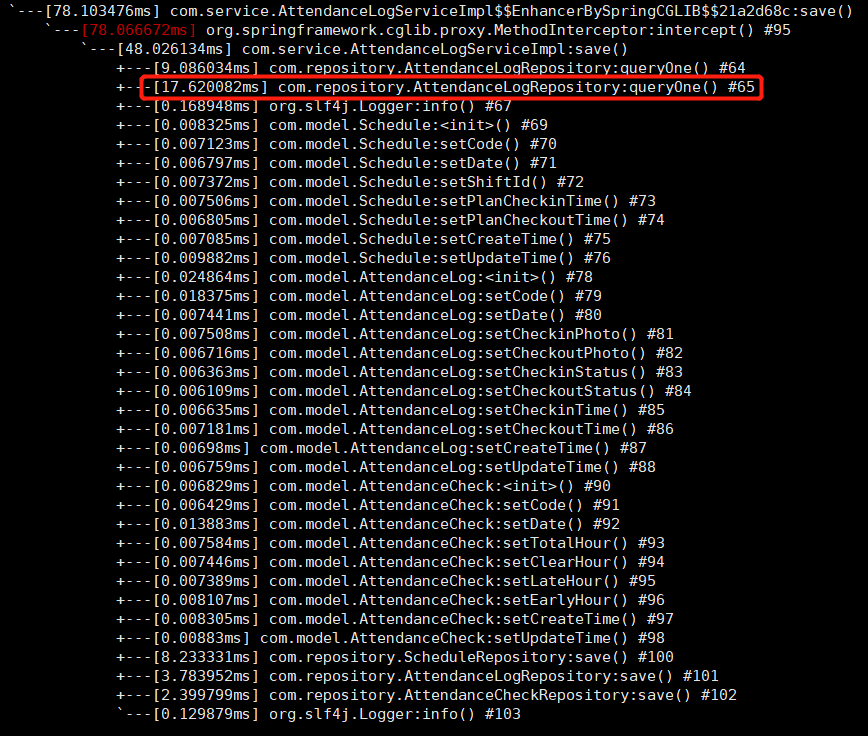 `---[78.103476ms] com.service.AttendanceLogServiceImpl$$EnhancerBySpringCGLIB$$21a2d68c:save()
`---[78.066672ms] org.springframework.cglib.proxy.MethodInterceptor:intercept() #95
`---[48.026134ms] com.service.AttendanceLogServiceImpl:save()
+---[9.086034ms] com.repository.AttendanceLogRepository:queryOne() #64
+---[17.620082ms] com.repository.AttendanceLogRepository:queryOne() #65
+---[0.168948ms] org.slf4j.Logger:info() #67
+---[0.008325ms] com.model.Schedule:<init>() #69
+---[0.007123ms] com.model.Schedule:setCode() #70
+---[0.006797ms] com.model.Schedule:setDate() #71
+---[0.007372ms] com.model.Schedule:setShiftId() #72
+---[0.007506ms] com.model.Schedule:setPlanCheckinTime() #73
+---[0.006805ms] com.model.Schedule:setPlanCheckoutTime() #74
+---[0.007085ms] com.model.Schedule:setCreateTime() #75
+---[0.009882ms] com.model.Schedule:setUpdateTime() #76
+---[0.024864ms] com.model.AttendanceLog:<init>() #78
+---[0.018375ms] com.model.AttendanceLog:setCode() #79
+---[0.007441ms] com.model.AttendanceLog:setDate() #80
+---[0.007508ms] com.model.AttendanceLog:setCheckinPhoto() #81
+---[0.006716ms] com.model.AttendanceLog:setCheckoutPhoto() #82
+---[0.006363ms] com.model.AttendanceLog:setCheckinStatus() #83
+---[0.006109ms] com.model.AttendanceLog:setCheckoutStatus() #84
+---[0.006635ms] com.model.AttendanceLog:setCheckinTime() #85
+---[0.007181ms] com.model.AttendanceLog:setCheckoutTime() #86
+---[0.00698ms] com.model.AttendanceLog:setCreateTime() #87
+---[0.006759ms] com.model.AttendanceLog:setUpdateTime() #88
+---[0.006829ms] com.model.AttendanceCheck:<init>() #90
+---[0.006429ms] com.model.AttendanceCheck:setCode() #91
+---[0.013883ms] com.model.AttendanceCheck:setDate() #92
+---[0.007584ms] com.model.AttendanceCheck:setTotalHour() #93
+---[0.007446ms] com.model.AttendanceCheck:setClearHour() #94
+---[0.007389ms] com.model.AttendanceCheck:setLateHour() #95
+---[0.008107ms] com.model.AttendanceCheck:setEarlyHour() #96
+---[0.008305ms] com.model.AttendanceCheck:setCreateTime() #97
+---[0.00883ms] com.model.AttendanceCheck:setUpdateTime() #98
+---[8.233331ms] com.repository.ScheduleRepository:save() #100
+---[3.783952ms] com.repository.AttendanceLogRepository:save() #101
+---[2.399799ms] com.repository.AttendanceCheckRepository:save() #102
`---[0.129879ms] org.slf4j.Logger:info() #103